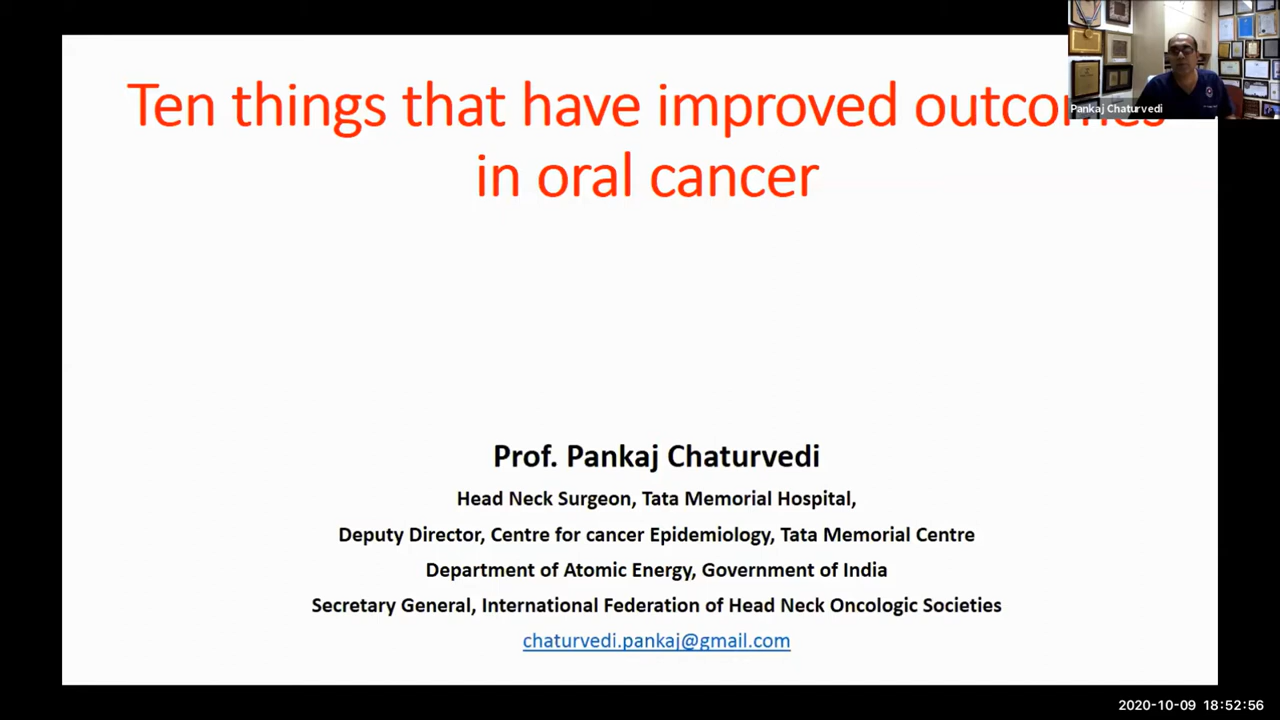 Ten things that have improved outcomes
in oral cancer
Pankaj Chaturvedi
Prof. Pankaj Chaturvedi
Head Neck Surgeon, Tata Memorial Hospital,
Deputy Director, Centre for cancer Epidemiology, Tata Memorial Centre
Department of Atomic Energy, Government of India
Secretary General, International Federation of Head Neck Oncologic Societies
chaturvedi.pankaj@gmail.com
2020-10-09 18:52:56